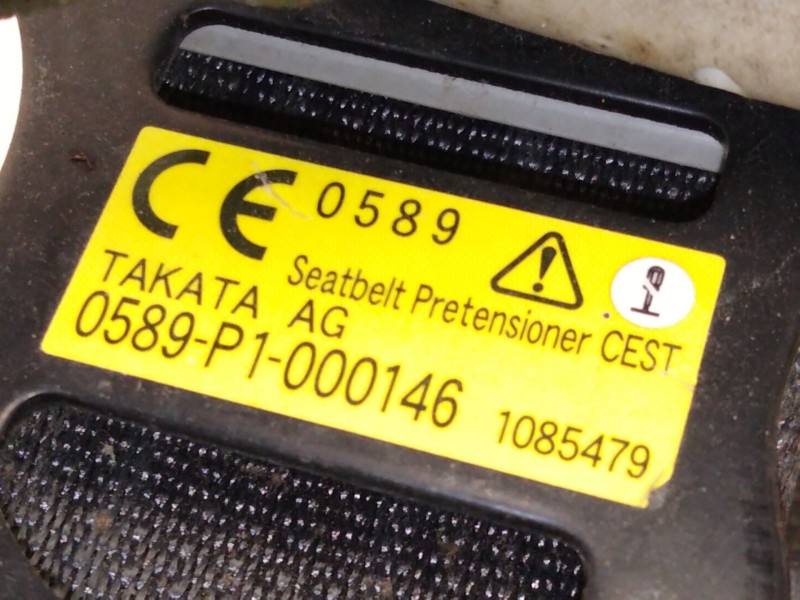 CE 0589
Seatbelt Pretensioner CEST
TAKATA AG
0589-P1-000146
1085479